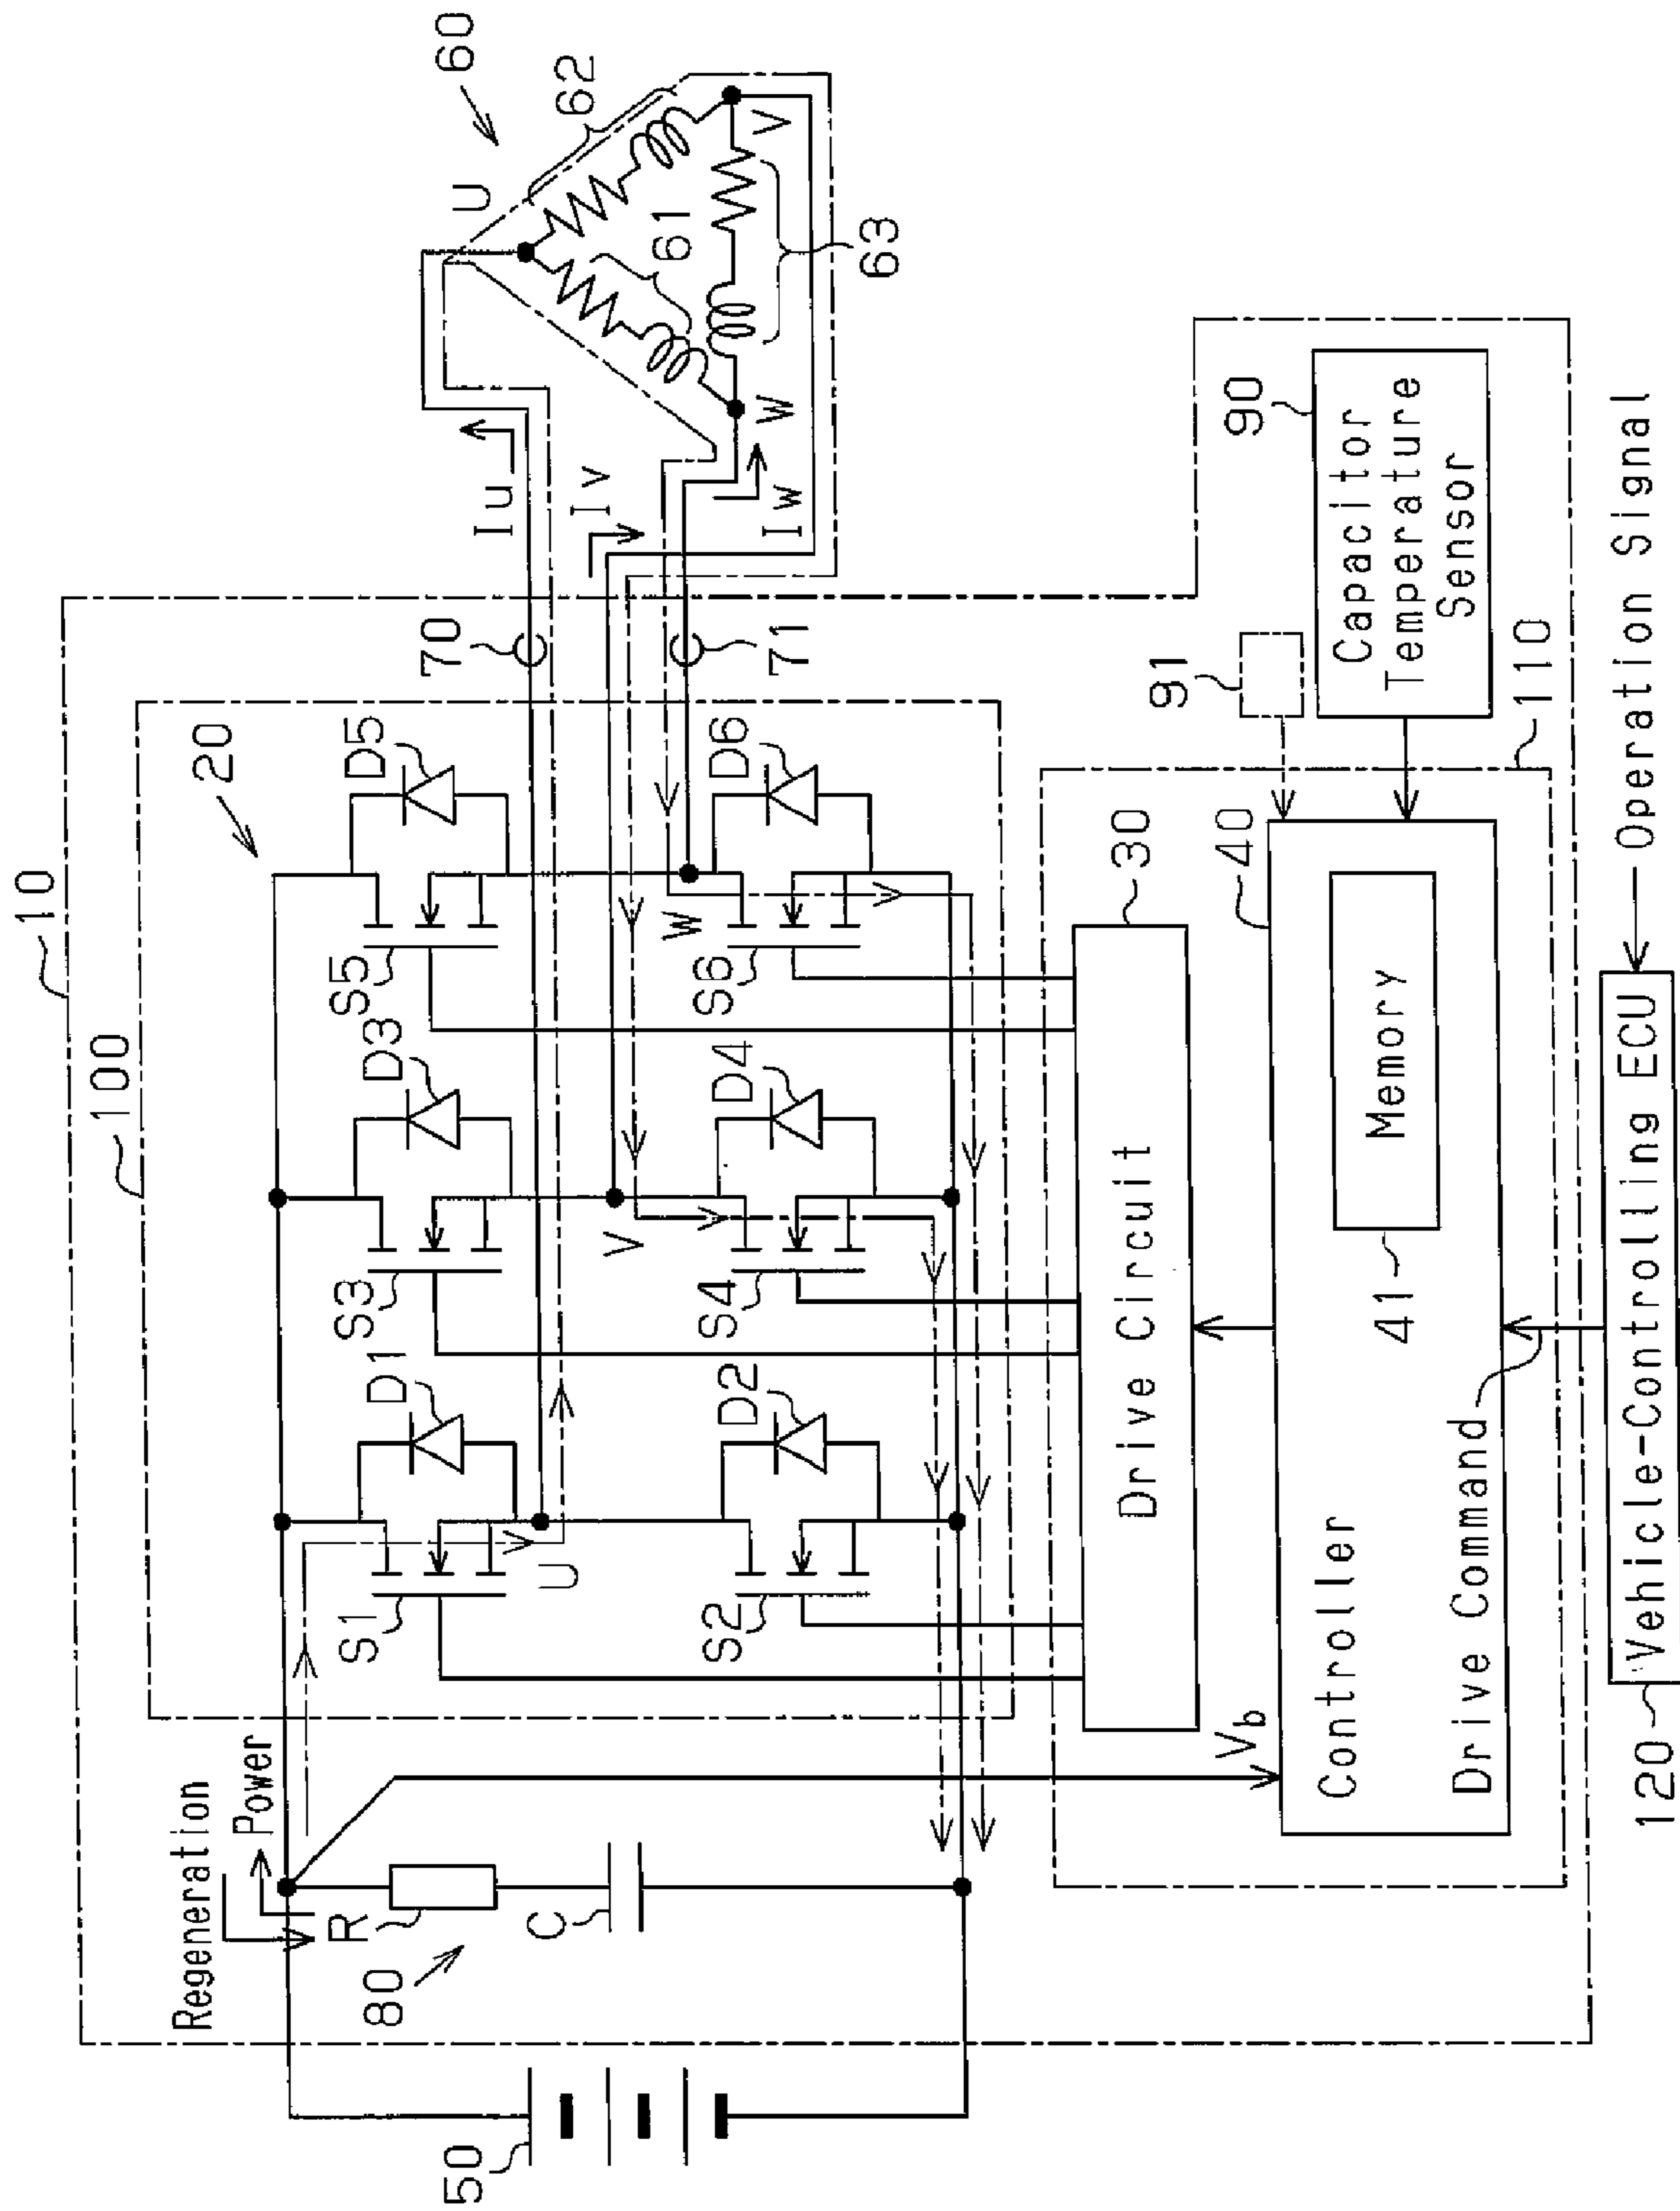 10
100
20
Regeneration
Power
R
80
C
50
S1
D1
S3
D3
S5
D5
U
V
W
S2
D2
S4
D4
S6
D6
70
71
Iu
Iv
Iw
60
U
62
61
V
W
63
Drive Circuit
30
Vb
Controller
40
Memory
41
Drive Command
91
90
Capacitor
Temperature
Sensor
110
120
Vehicle-Controlling ECU
Operation Signal